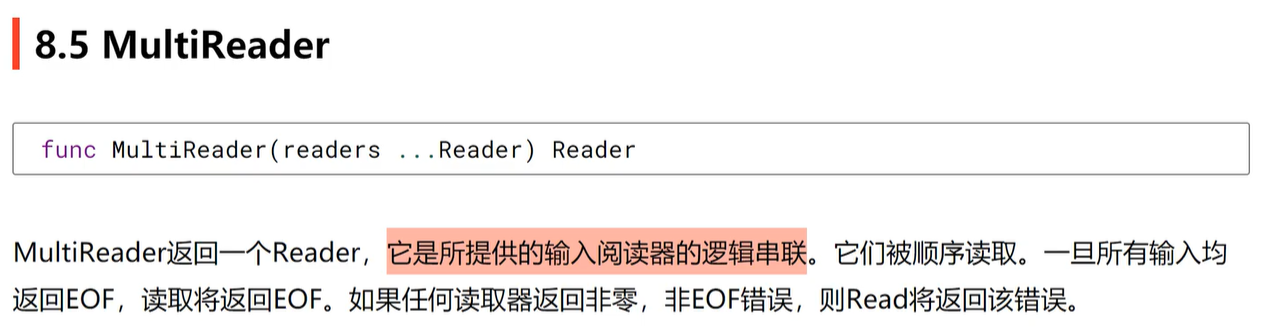 8.5 MultiReader
func MultiReader(readers ...Reader) Reader
MultiReader返回一个Reader，它是所提供的输入阅读器的逻辑串联。它们被顺序读取。一旦所有输入均
返回EOF，读取将返回EOF。如果任何读取器返回非零，非EOF错误，则Read将返回该错误。